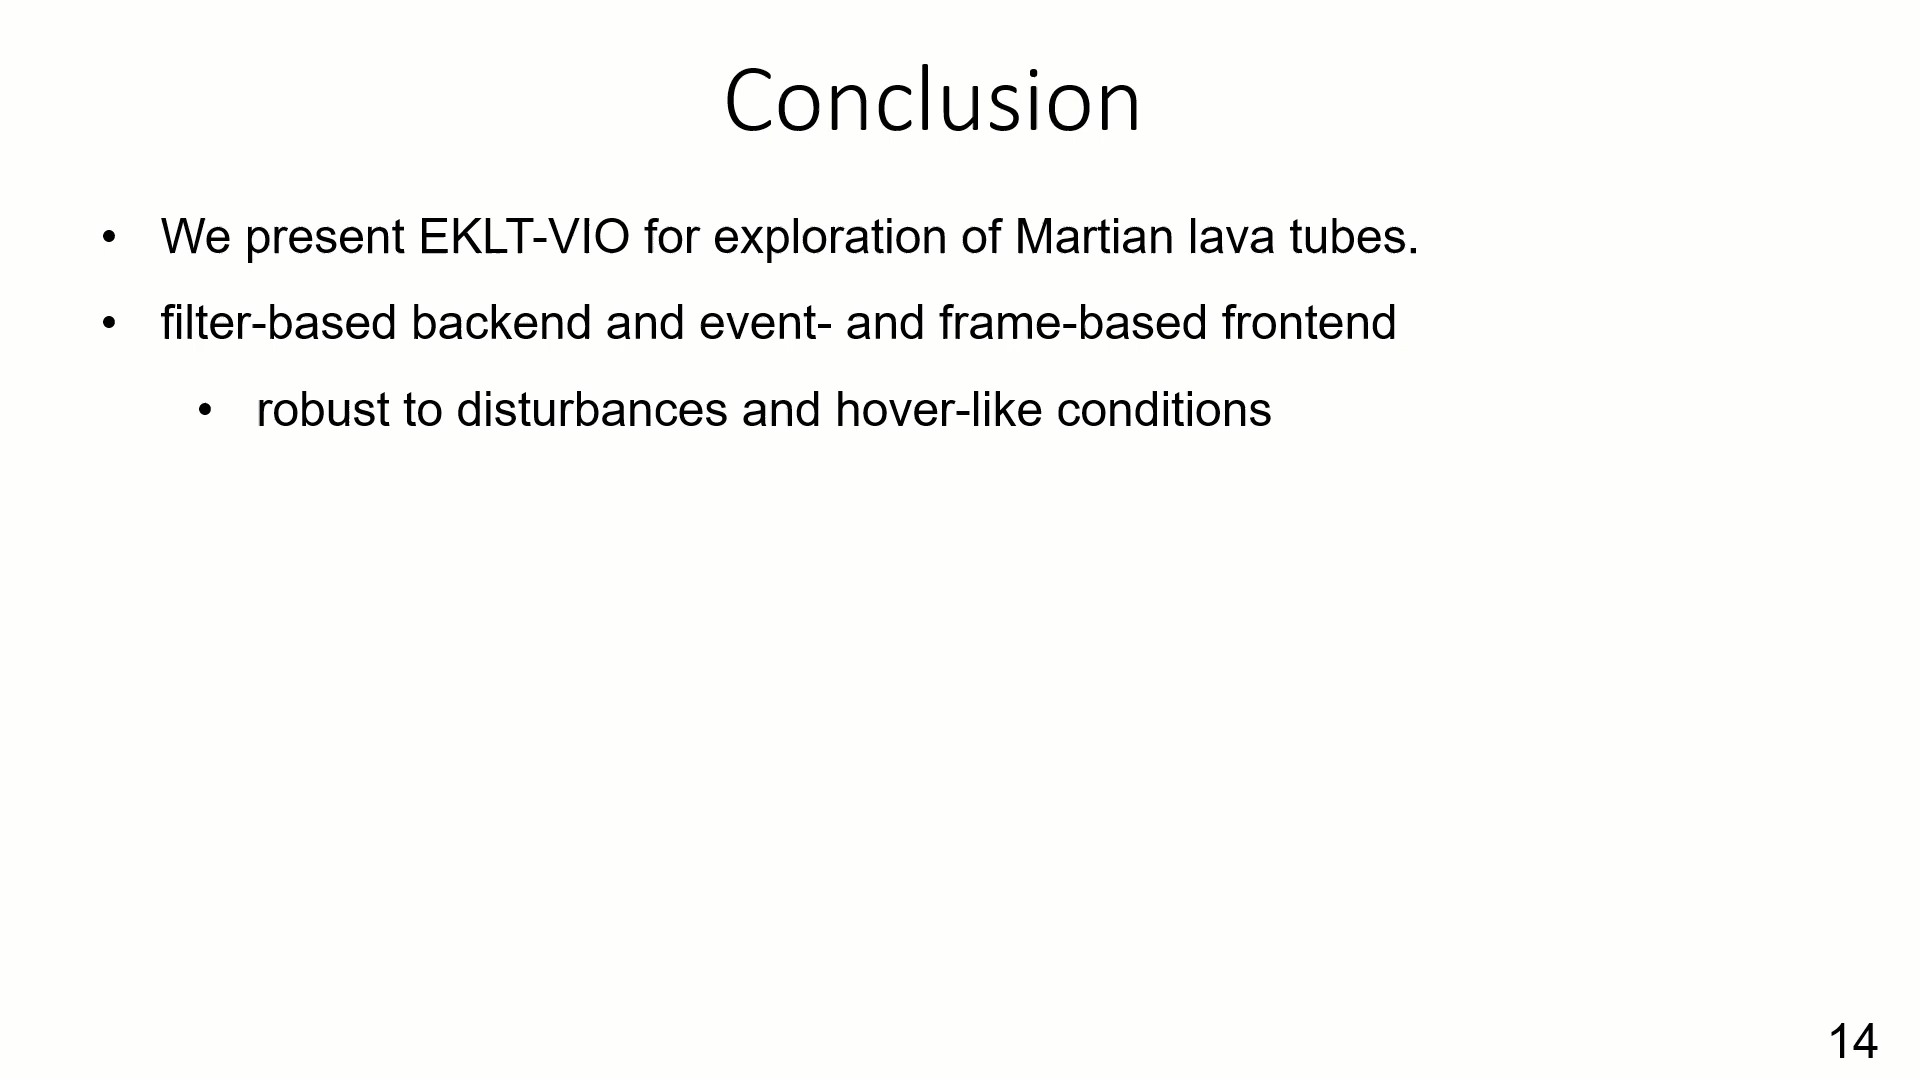 Conclusion
• We present EKLT-VIO for exploration of Martian lava tubes.
• filter-based backend and event- and frame-based frontend
• robust to disturbances and hover-like conditions
14